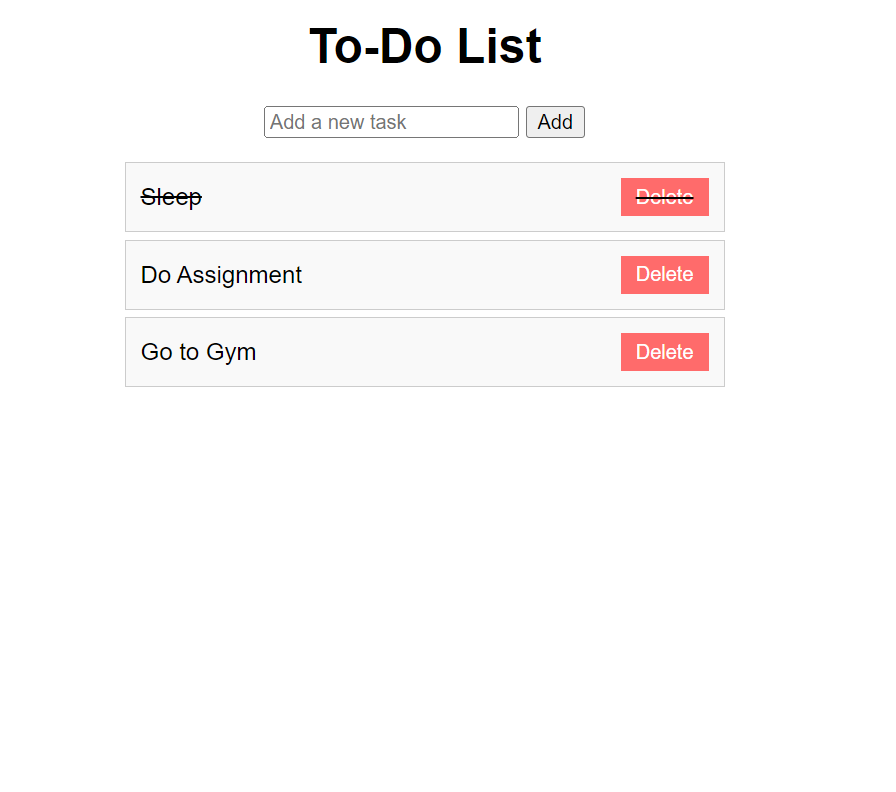 To-Do List
Add a new task Add
Sleep Delete
Do Assignment Delete
Go to Gym Delete